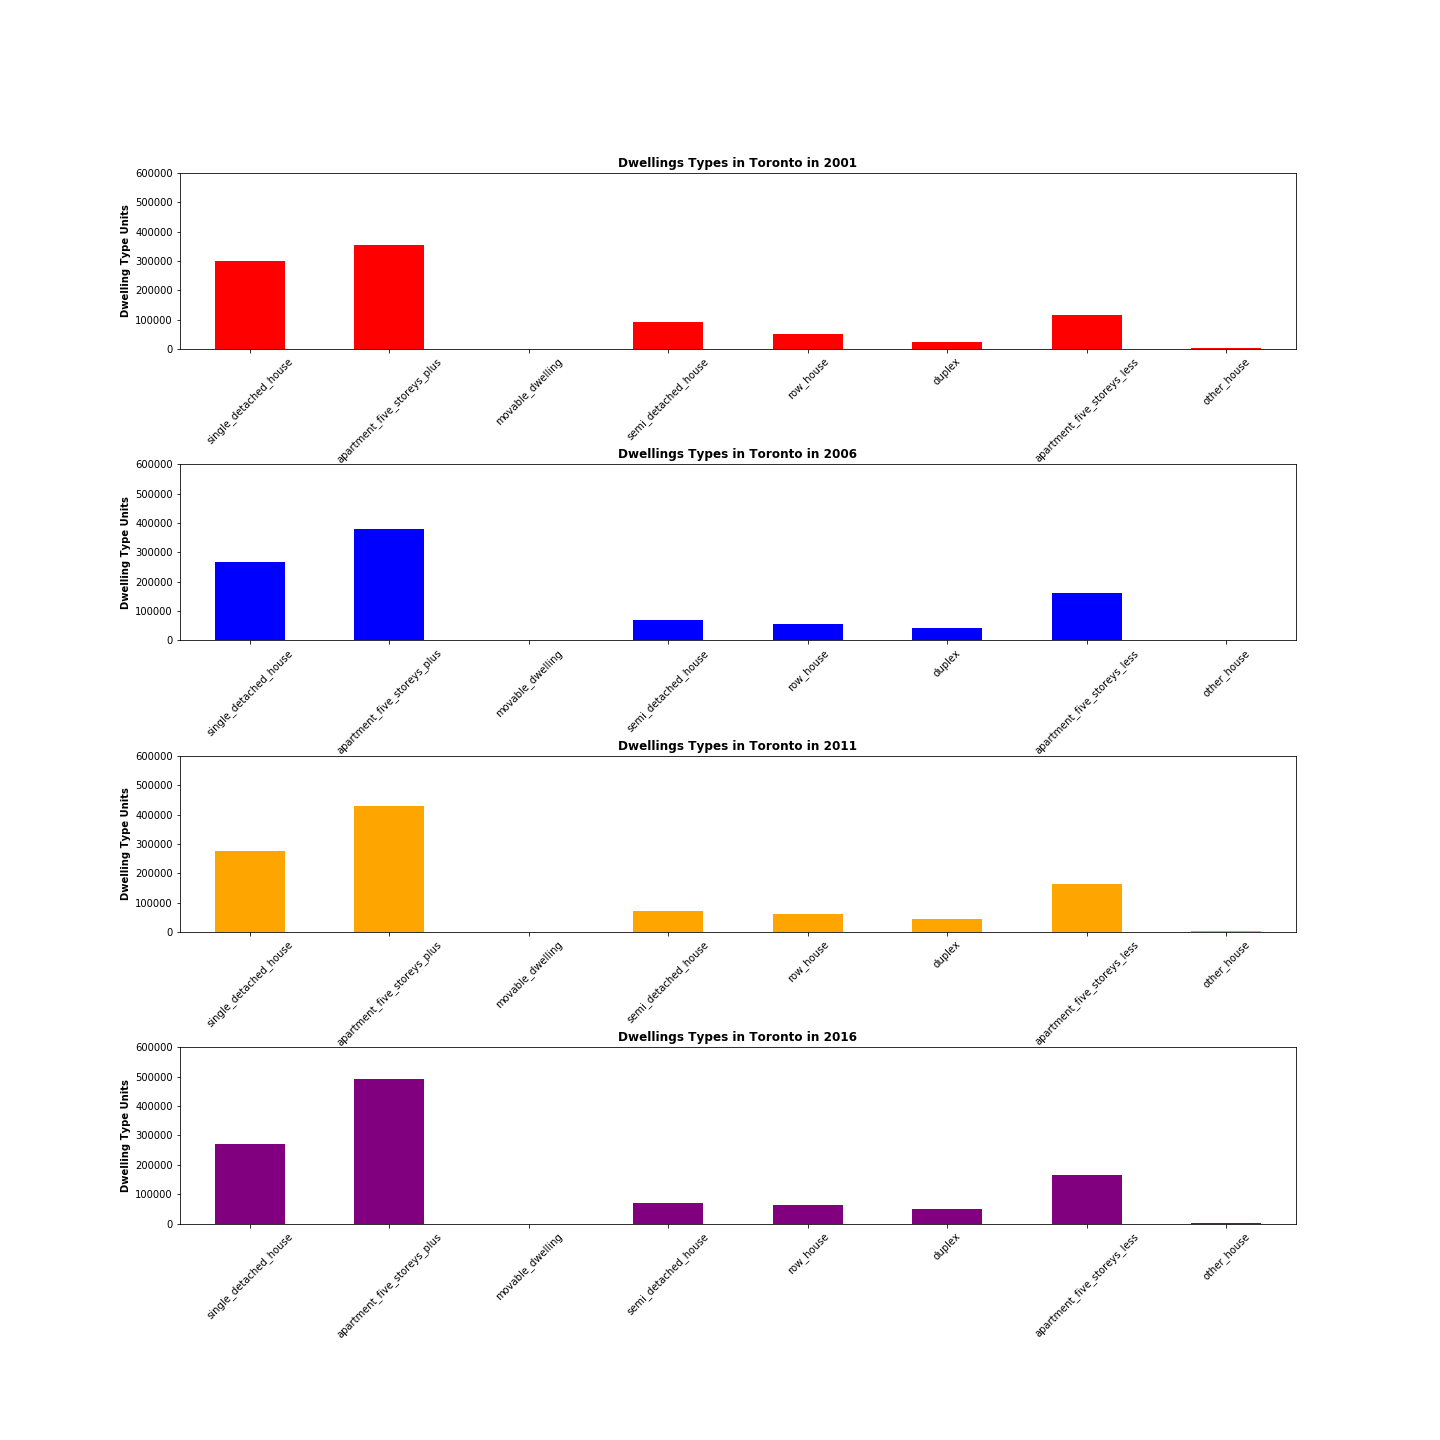 Dwellings Types in Toronto in 2001
Dwelling Type Units
600000
500000
400000
300000
200000
100000
0
single_detached_house
apartment_five_storeys_plus
movable_dwelling
semi_detached_house
row_house
duplex
apartment_five_storeys_less
other_house
Dwellings Types in Toronto in 2006
Dwelling Type Units
600000
500000
400000
300000
200000
100000
0
single_detached_house
apartment_five_storeys_plus
movable_dwelling
semi_detached_house
row_house
duplex
apartment_five_storeys_less
other_house
Dwellings Types in Toronto in 2011
Dwelling Type Units
600000
500000
400000
300000
200000
100000
0
single_detached_house
apartment_five_storeys_plus
movable_dwelling
semi_detached_house
row_house
duplex
apartment_five_storeys_less
other_house
Dwellings Types in Toronto in 2016
Dwelling Type Units
600000
500000
400000
300000
200000
100000
0
single_detached_house
apartment_five_storeys_plus
movable_dwelling
semi_detached_house
row_house
duplex
apartment_five_storeys_less
other_house